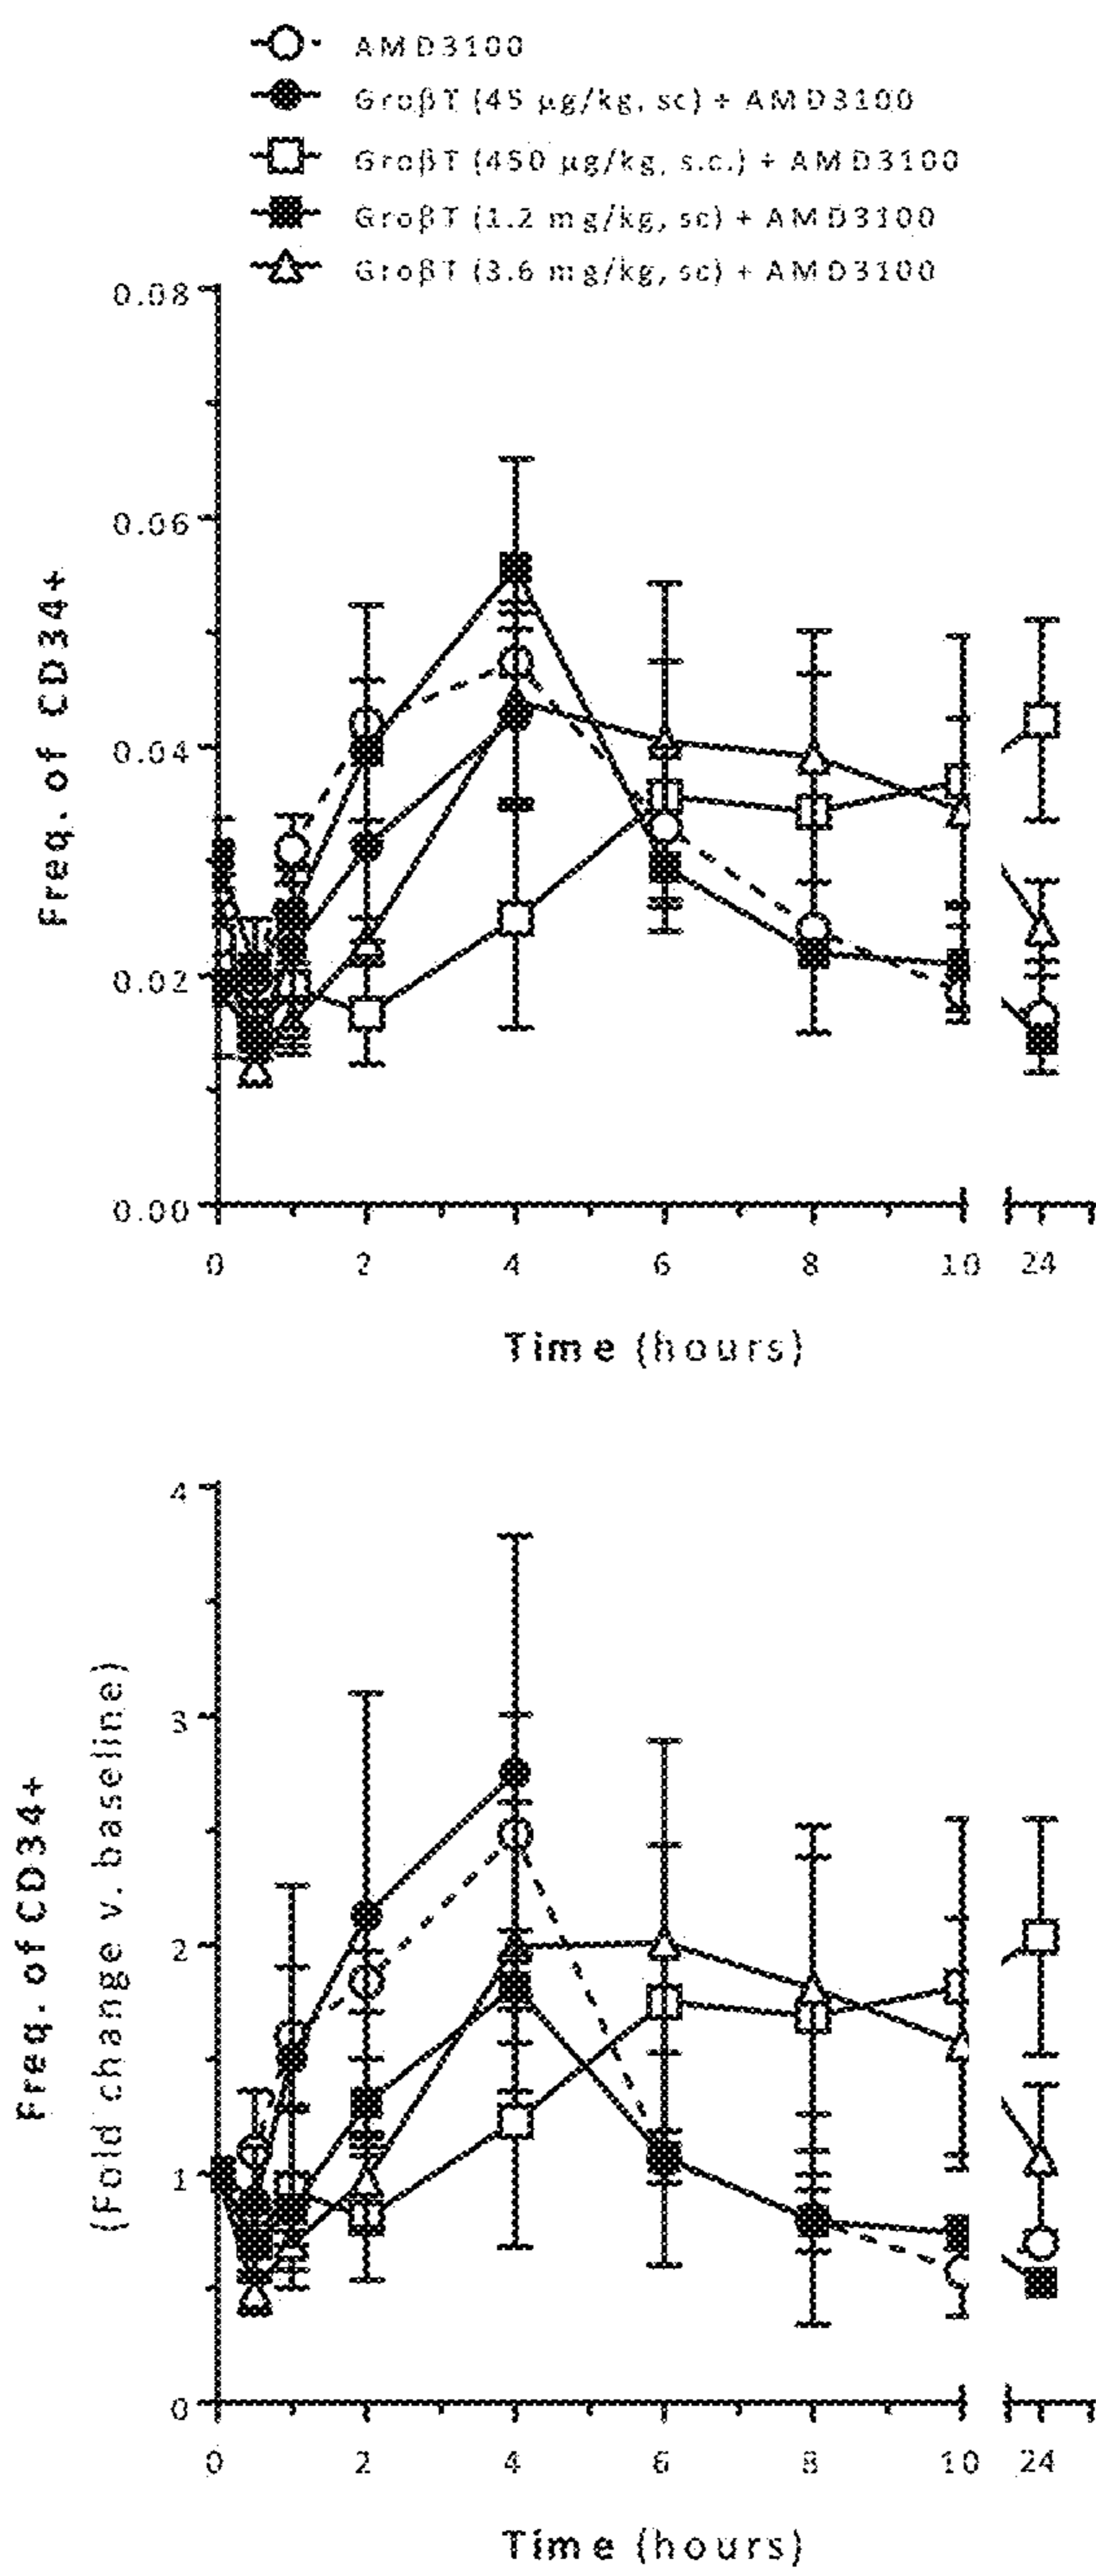 AMD3100
GroβT (45 μg/kg, sc) + AMD3100
GroβT (450 μg/kg, s.c.) + AMD3100
GroβT (1.2 mg/kg, sc) + AMD3100
GroβT (3.6 mg/kg, sc) + AMD3100
0.08
0.06
0.04
0.02
0.00
Freq. of CD34+
0 2 4 6 8 10 24
Time (hours)
4
3
2
1
0
Freq. of CD34+
(Fold change v. baseline)
0 2 4 6 8 10 24
Time (hours)